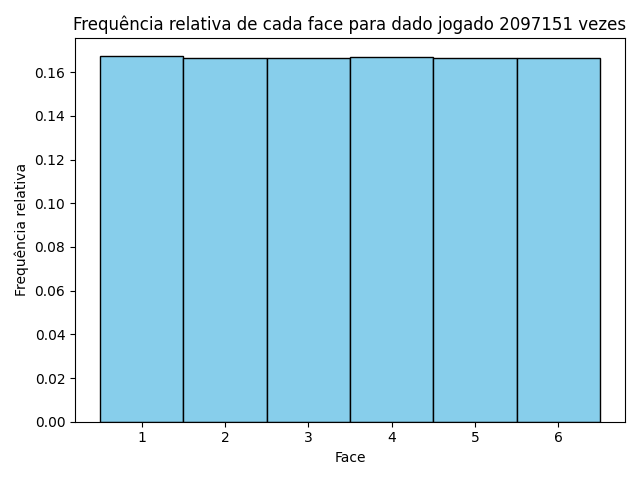 Frequência relativa de cada face para dado jogado 2097151 vezes
Frequência relativa
0.16
0.14
0.12
0.10
0.08
0.06
0.04
0.02
0.00
1 2 3 4 5 6
Face